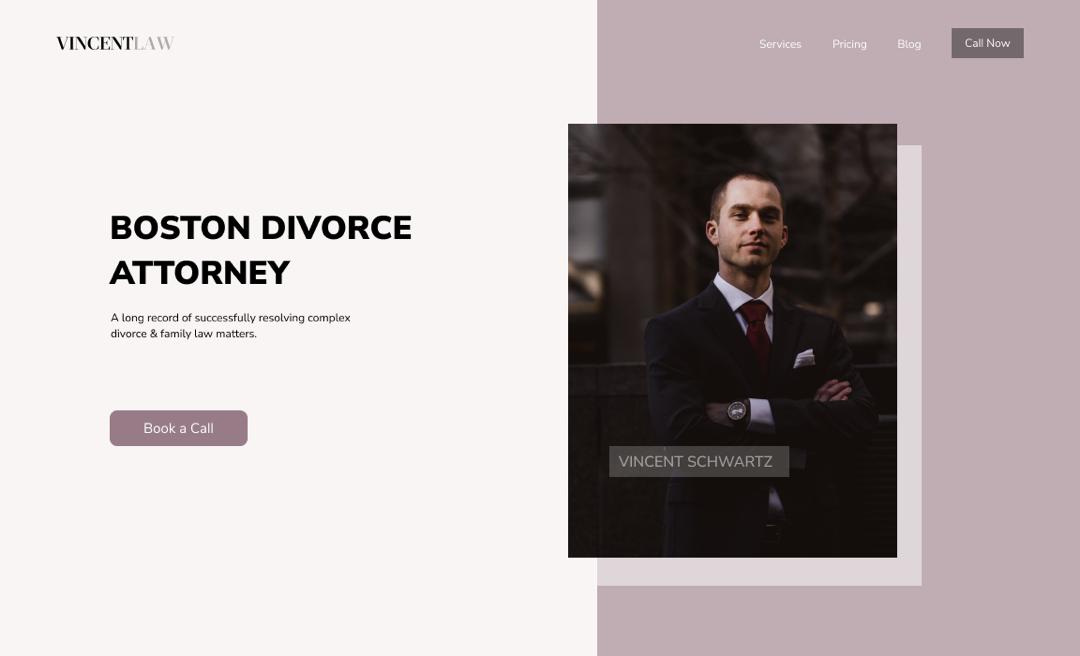 VINCENTLAW
Services Pricing Blog Call Now
BOSTON DIVORCE
ATTORNEY
A long record of successfully resolving complex
divorce & family law matters.
Book a Call
VINCENT SCHWARTZ